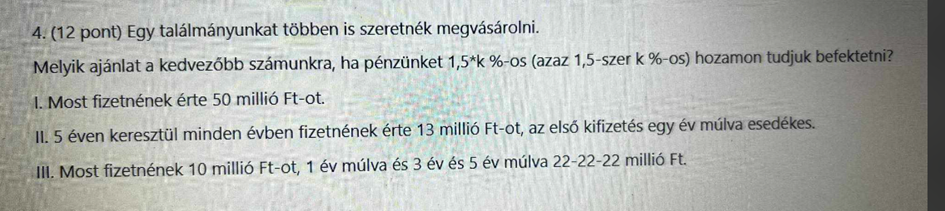 4. (12 pont) Egy találmányunkat többen is szeretnék megvásárolni.
Melyik ajánlat a kedvezőbb számunkra, ha pénzünket 1,5*k %-os (azaz 1,5-szer k %-os) hozamon tudjuk befektetni?
I. Most fizetnének érte 50 millió Ft-ot.
II. 5 éven keresztül minden évben fizetnének érte 13 millió Ft-ot, az első kifizetés egy év múlva esedékes.
III. Most fizetnének 10 millió Ft-ot, 1 év múlva és 3 év és 5 év múlva 22-22-22 millió Ft.